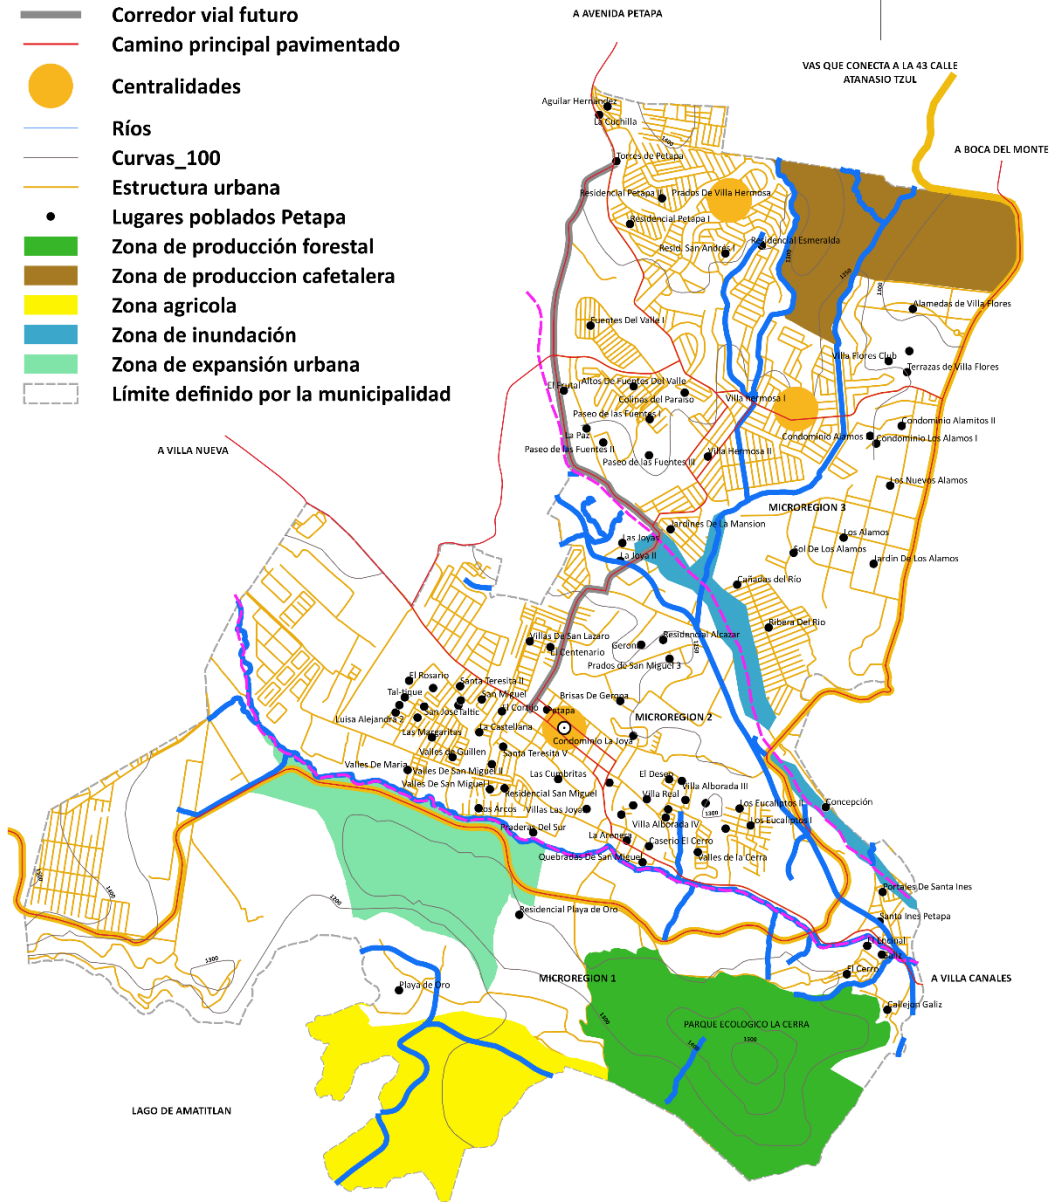 Corredor vial futuro
Camino principal pavimentado
Centralidades
Ríos
Curvas_100
Estructura urbana
Lugares poblados Petapa
Zona de producción forestal
Zona de produccion cafetalera
Zona agricola
Zona de inundación
Zona de expansión urbana
Límite definido por la municipalidad
A AVENIDA PETAPA
VAS QUE CONECTA A LA 43 CALLE
ATANASIO TZUL
A BOCA DEL MONTE
Aguilar Hernandez
La Cuchilla
1400
Torres de Petapa
Residencial Petapa II
Prados De Villa Hermosa
Residencial Petapa I
Resid. San Andrés I
Residencial Esmeralda
1300
1250
1300
Alamedas de Villa Flores
Fuentes Del Valle I
Villa Flores Club
Terrazas de Villa Flores
El Frutal
Altos De Fuentes Del Valle
Colinas del Paraiso
Villa hermosa I
Paseo de las Fuentes I
La Paz
Condominio Alamitos II
Condominio Alamos
Condominio Los Alamos I
Paseo de las Fuentes II
Paseo de las Fuentes III
Villa Hermosa II
A VILLA NUEVA
Los Nuevos Alamos
MICROREGION 3
Jardines De La Mansion
Las Joyas
La Joya II
Los Alamos
Sol De Los Alamos
Jardin De Los Alamos
Cañadas del Río
Ribera Del Rio
Villas De San Lazaro
El Centenario
Gerona
Residencial Alcazar
1250
Prados de San Miguel 3
El Rosario
Santa Teresita II
Tal-tique
San Miguel
Brisas De Gerona
Luisa Alejandra 2
San José
Taltic
El Cortijo
Petapa
MICROREGION 2
Las Margaritas
La Castellana
Condominio La Joya
Valles de Guillen
Santa Teresita V
Valles De Maria
Valles De San Miguel II
Las Cumbritas
El Deseo
Valles De San Miguel I
Residencial San Miguel
Villa Real
Villa Alborada III
Los Arcos
Villas Las Joyas
1300
Los Eucaliptos II
Concepción
Villa Alborada IV
Los Eucaliptos I
Praderas Del Sur
La Arenera
Caserio El Cerro
Quebradas De San Miguel
Valles de la Cerra
1400
1200
Portales De Santa Ines
Residencial Playa de Oro
Santa Ines Petapa
El Encinal
Galiz
1300
El Cerro
MICROREGION 1
A VILLA CANALES
Playa de Oro
Callejon Galiz
1300
PARQUE ECOLOGICO LA CERRA
1500
1400
LAGO DE AMATITLAN